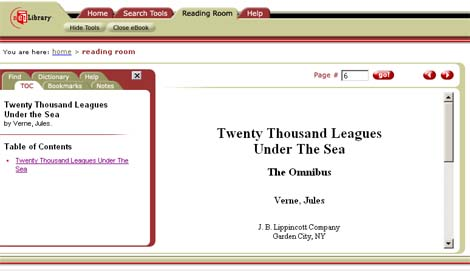 Library
Home
Search Tools
Reading Room
Help
Hide Tools
Close eBook
You are here: home > reading room
Find
Dictionary
Help
TOC
Bookmarks
Notes
Twenty Thousand Leagues
Under the Sea
by Verne, Jules.
Table of Contents
Twenty Thousand Leagues Under The
Sea
Page # 6 go!
Twenty Thousand Leagues
Under The Sea
The Omnibus
Verne, Jules
J. B. Lippincott Company
Garden City, NY